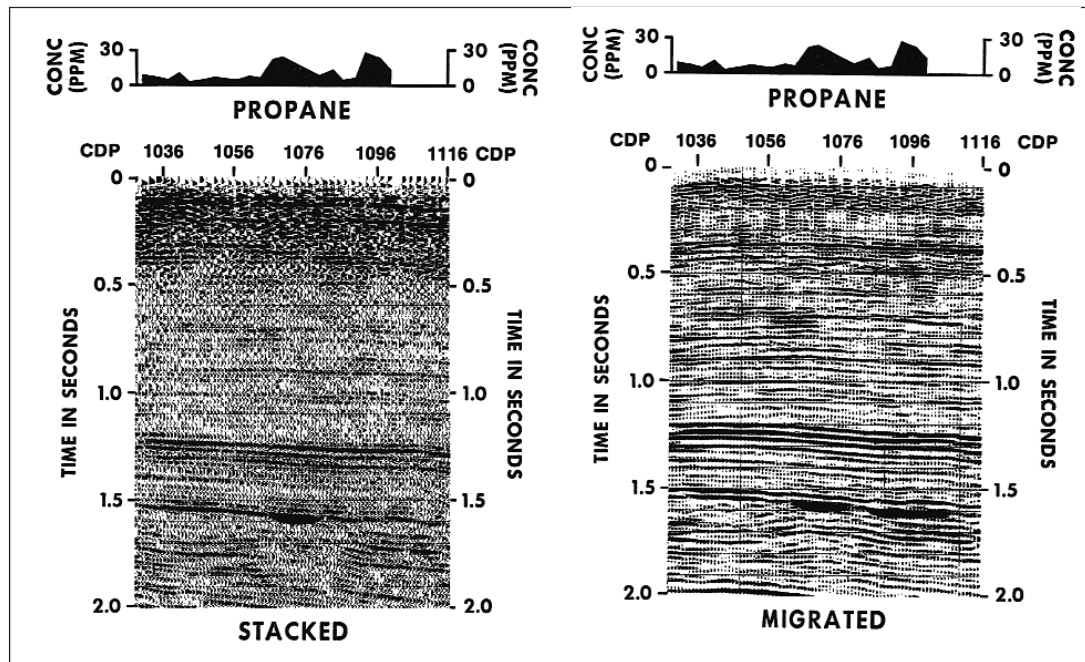 CONC (PPM) 30 0 30 0 CONC (PPM)
PROPANE
CDP 1036 1056 1076 1096 1116 CDP
0 0
0.5 0.5
1.0 1.0
1.5 1.5
2.0 2.0
TIME IN SECONDS TIME IN SECONDS
STACKED
CONC (PPM) 30 0 30 0 CONC (PPM)
PROPANE
CDP 1036 1056 1076 1096 1116 CDP
0 0
0.5 0.5
1.0 1.0
1.5 1.5
2.0 2.0
TIME IN SECONDS TIME IN SECONDS
MIGRATED